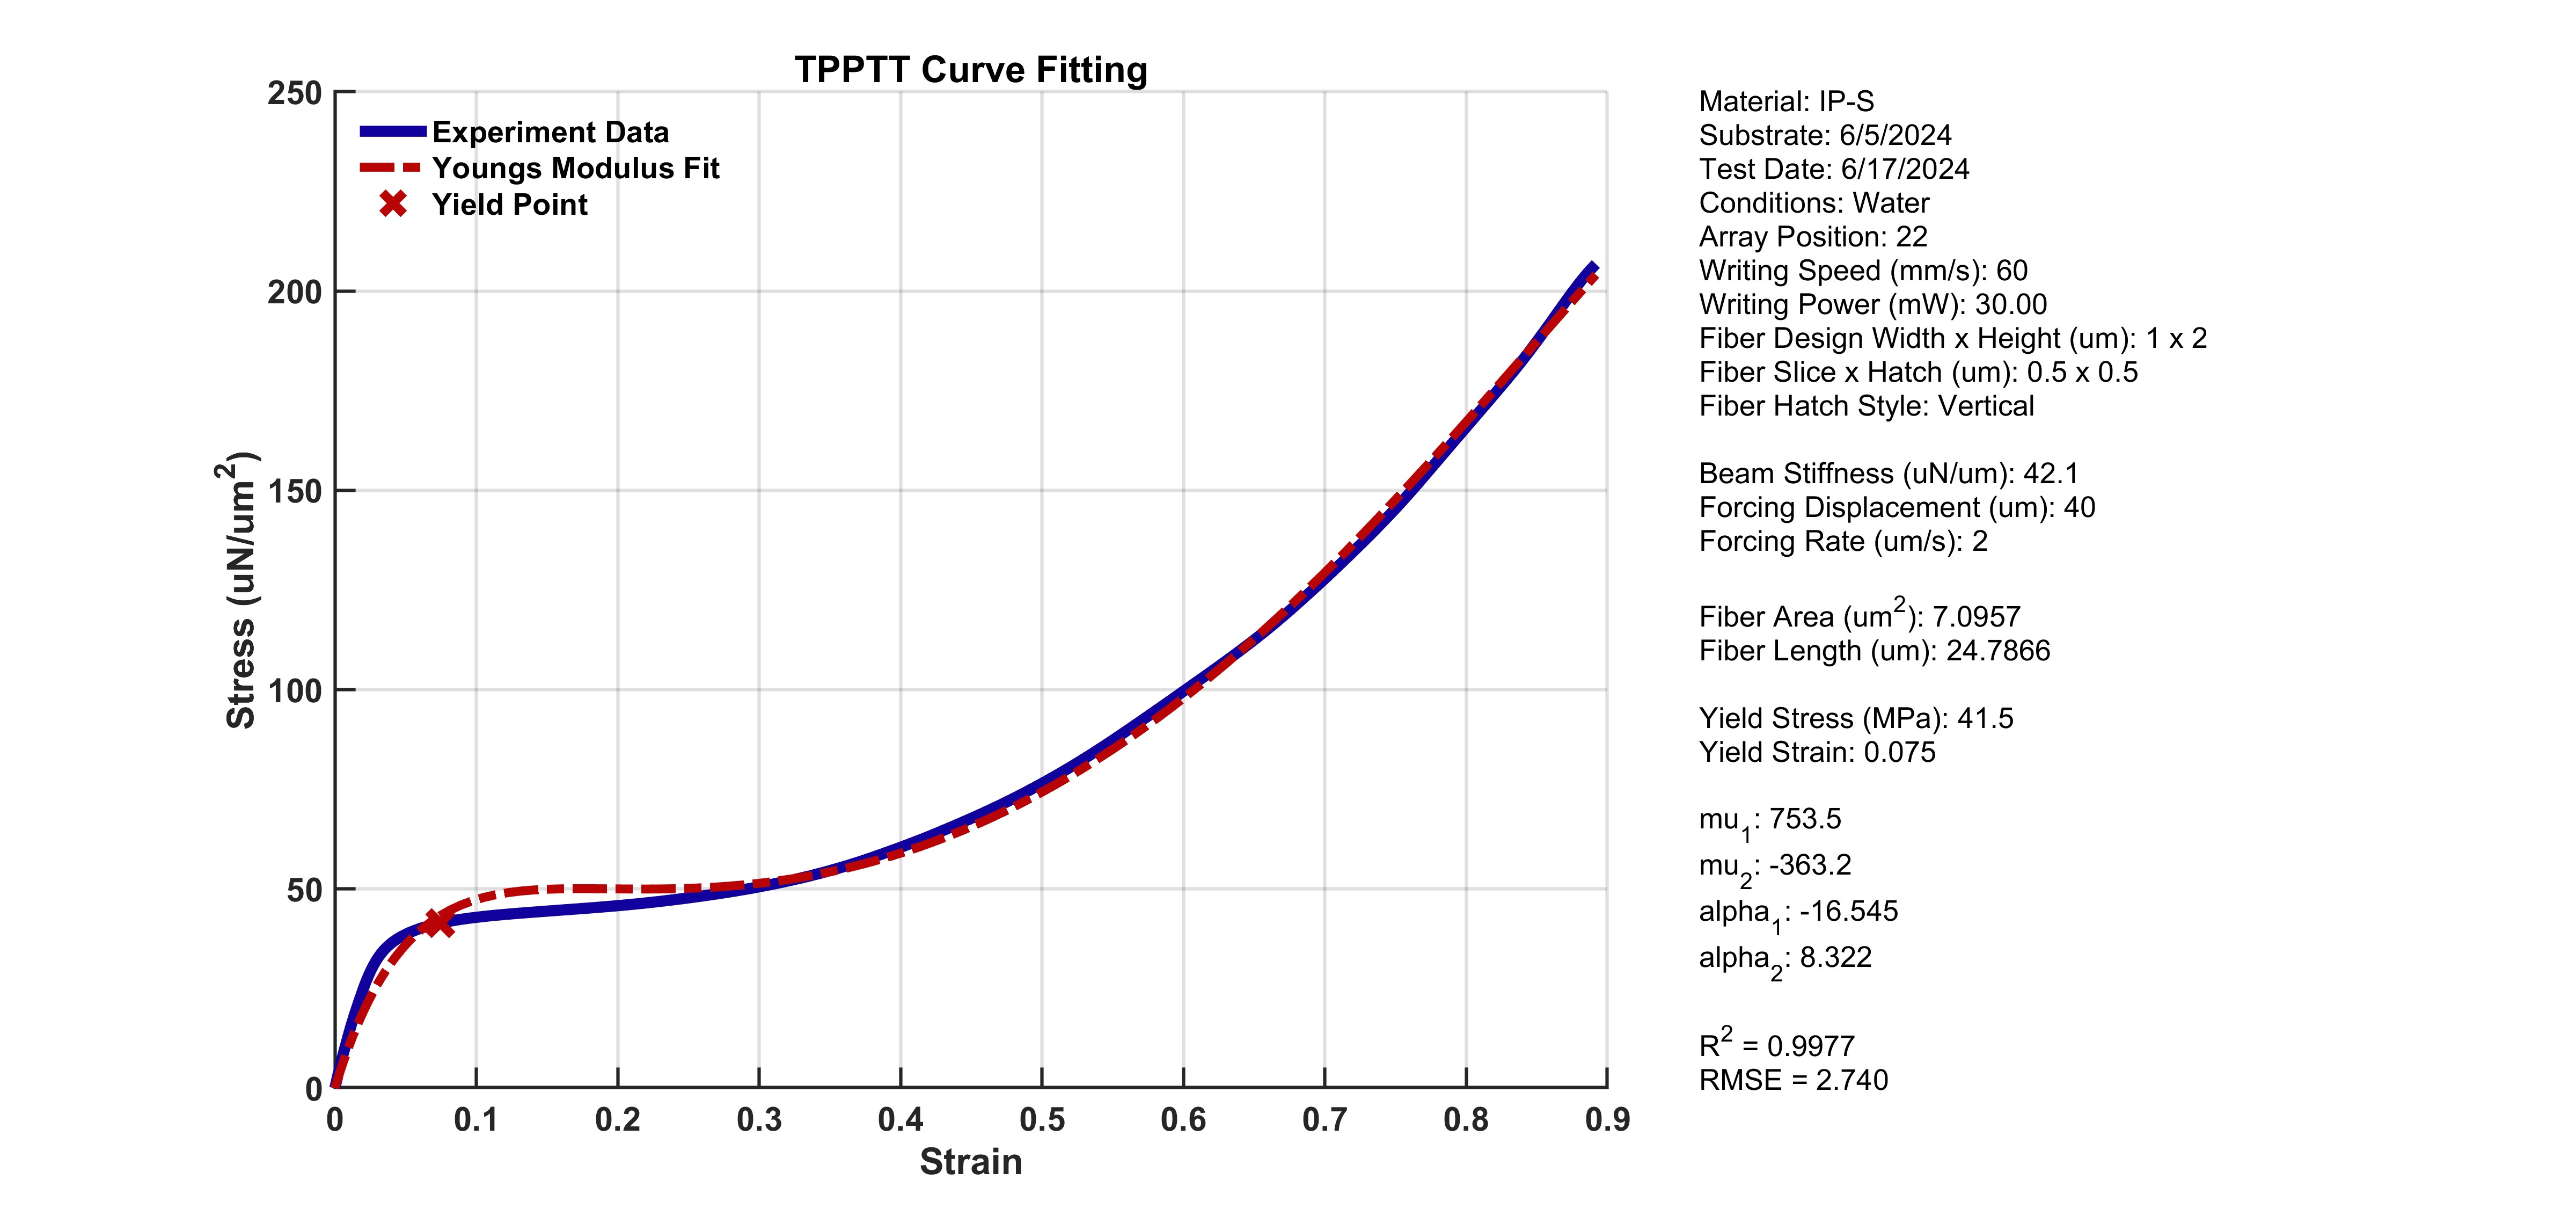 TPPTT Curve Fitting
250
200
150
100
50
0
Stress (uN/um²)
Experiment Data
Youngs Modulus Fit
Yield Point
0 0.1 0.2 0.3 0.4 0.5 0.6 0.7 0.8 0.9
Strain
Material: IP-S
Substrate: 6/5/2024
Test Date: 6/17/2024
Conditions: Water
Array Position: 22
Writing Speed (mm/s): 60
Writing Power (mW): 30.00
Fiber Design Width x Height (um): 1 x 2
Fiber Slice x Hatch (um): 0.5 x 0.5
Fiber Hatch Style: Vertical
Beam Stiffness (uN/um): 42.1
Forcing Displacement (um): 40
Forcing Rate (um/s): 2
Fiber Area (um²): 7.0957
Fiber Length (um): 24.7866
Yield Stress (MPa): 41.5
Yield Strain: 0.075
mu₁: 753.5
mu₂: -363.2
alpha₁: -16.545
alpha₂: 8.322
R² = 0.9977
RMSE = 2.740